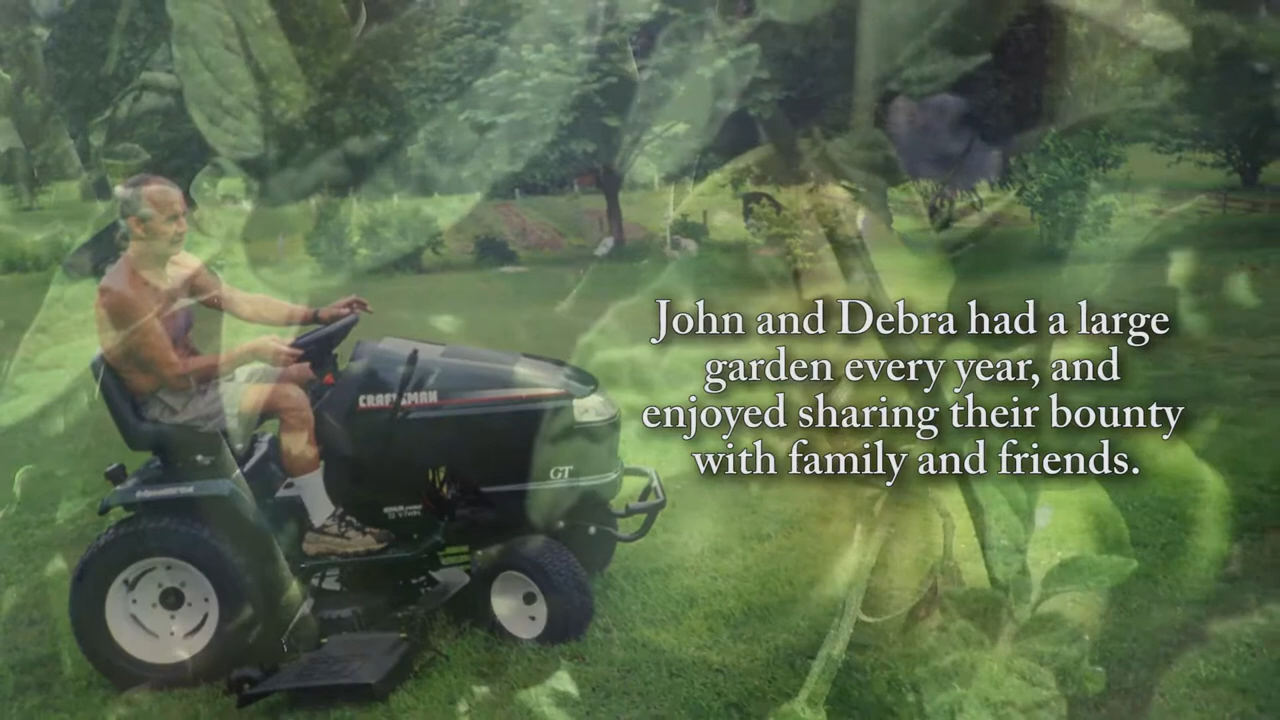 John and Debra had a large
garden every year, and
enjoyed sharing their bounty
with family and friends.
CRAFTSMAN
GT